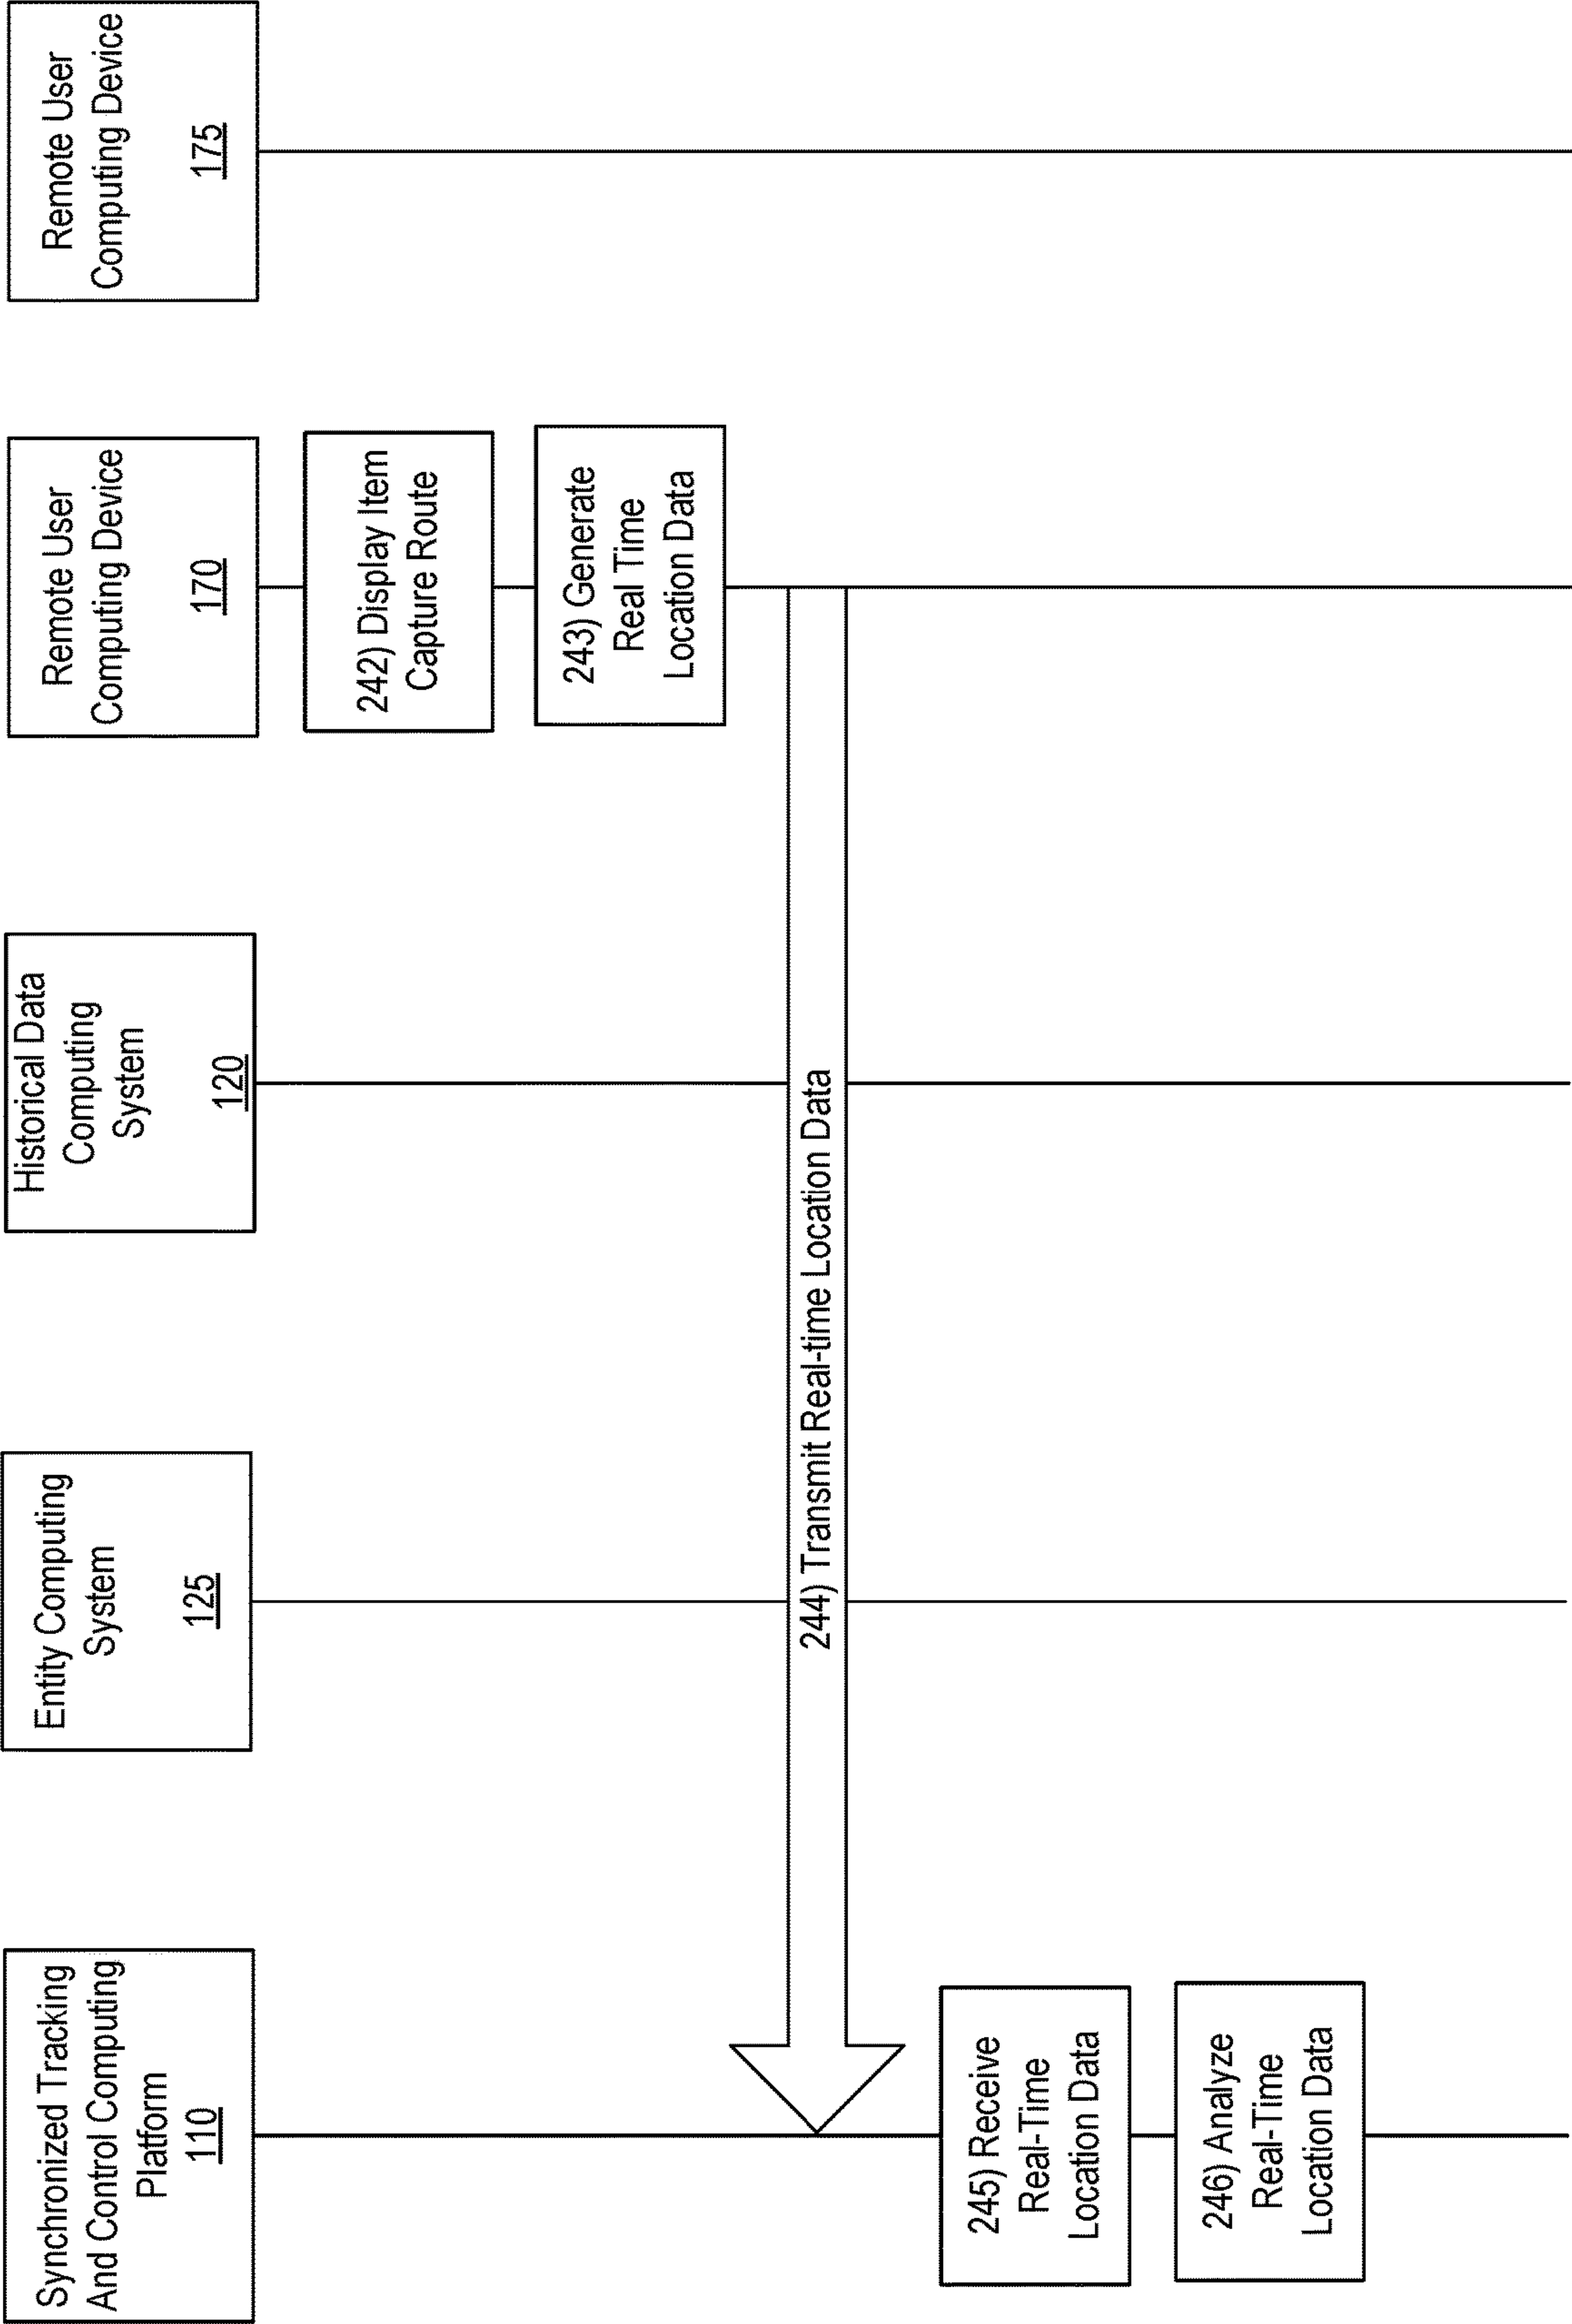 Synchronized Tracking
And Control Computing
Platform
110
Entity Computing
System
125
Historical Data
Computing
System
120
Remote User
Computing Device
170
Remote User
Computing Device
175
242) Display Item
Capture Route
243) Generate
Real Time
Location Data
244) Transmit Real-time Location Data
245) Receive
Real-Time
Location Data
246) Analyze
Real-Time
Location Data